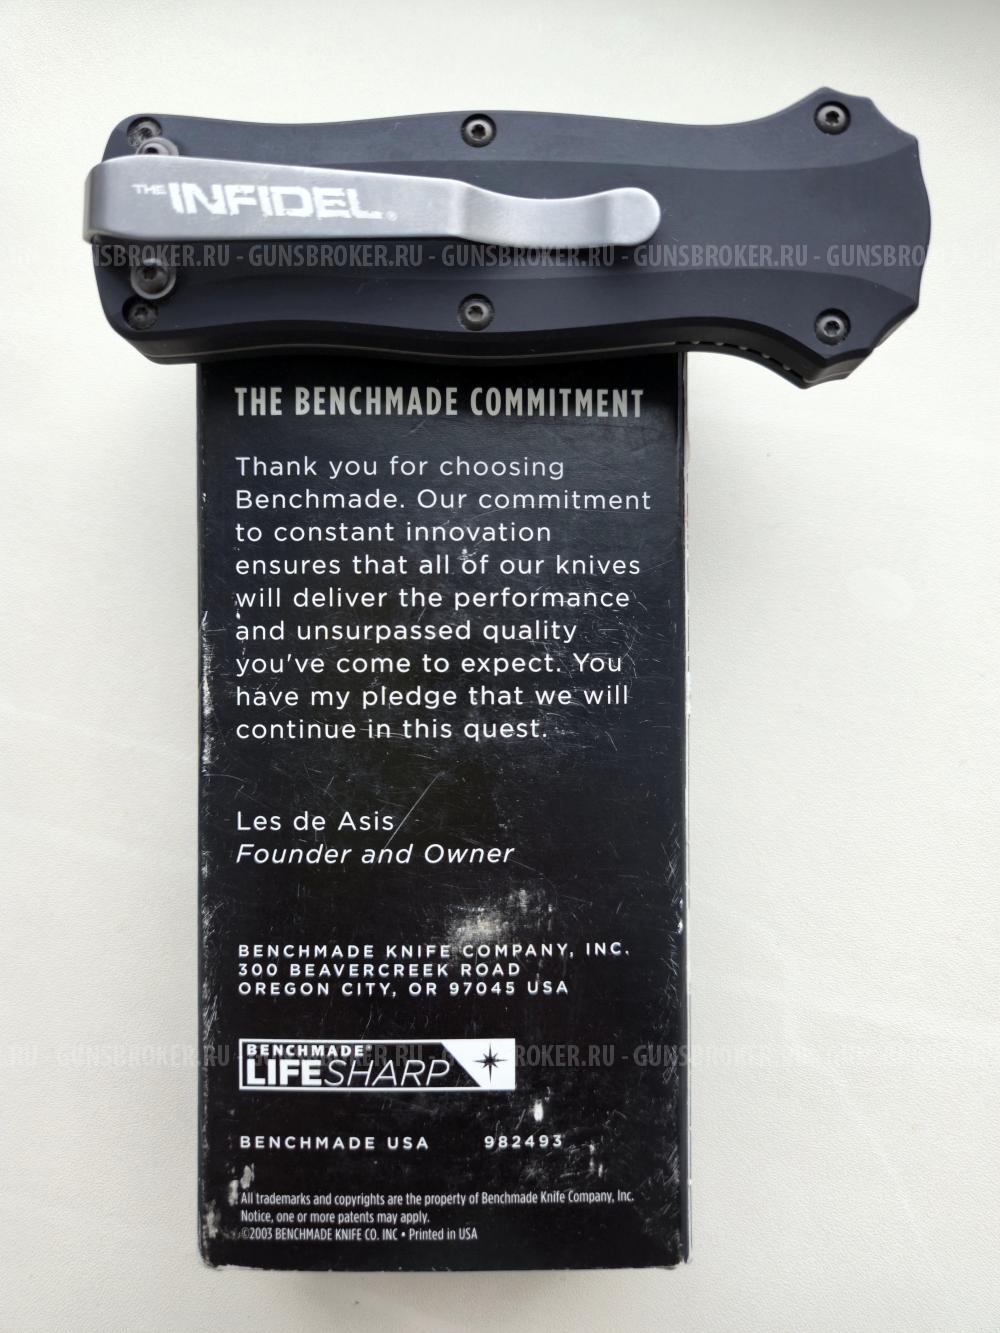 THE INFIDEL®
NSBROKER.RU - GUNSBROKER.RU - GUNSBROKER.RU - GUNSBROKER.RU - GUNSBRO
THE BENCHMADE COMMITMENT
Thank you for choosing
Benchmade. Our commitment
to constant innovation
ensures that all of our knives
will deliver the performance
and unsurpassed quality
you've come to expect. You
have my pledge that we will
continue in this quest.
Les de Asis
Founder and Owner
BENCHMADE KNIFE COMPANY, INC.
300 BEAVERCREEK ROAD
OREGON CITY, OR 97045 USA
BENCHMADE®
LIFESHARP
BENCHMADE USA 982493
All trademarks and copyrights are the property of Benchmade Knife Company, Inc.
Notice, one or more patents may apply.
©2003 BENCHMADE KNIFE CO. INC • Printed in USA